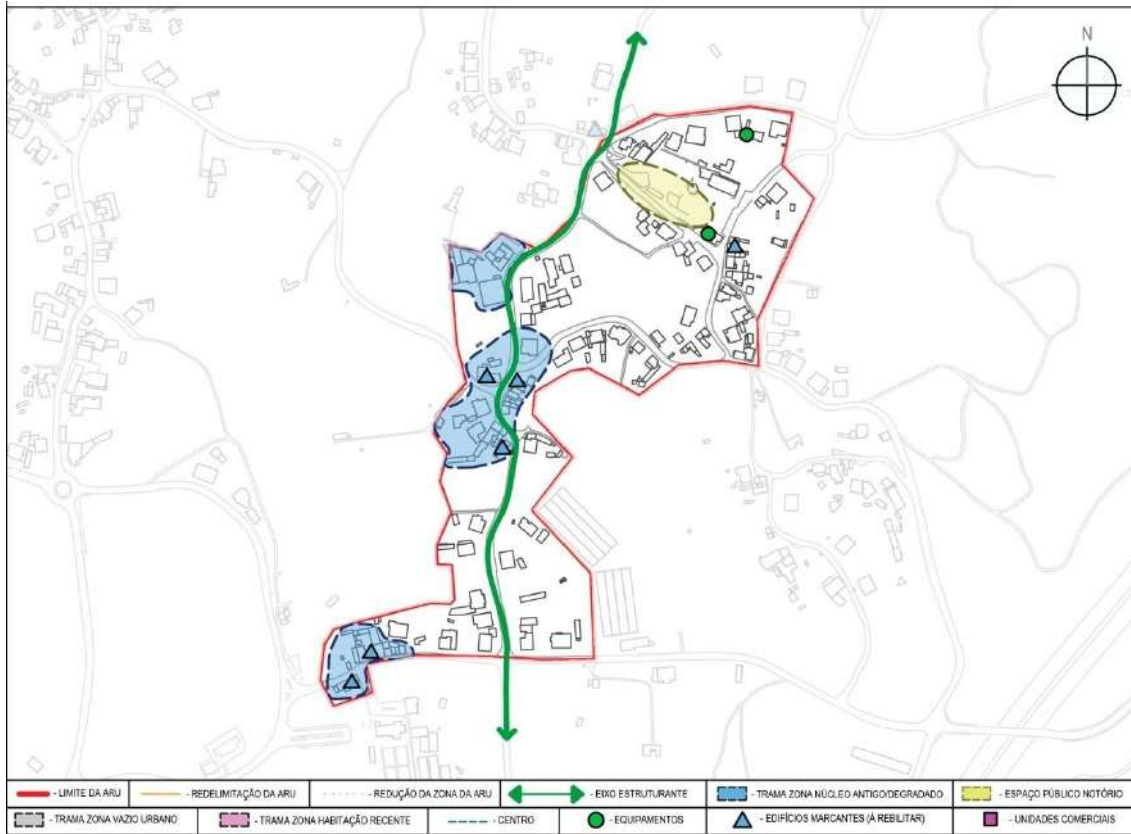 N
- LIMITE DA ARU - REDELIMITAÇÃO DA ARU - REDUÇÃO DA ZONA DA ARU - EIXO ESTRUTURANTE - TRAMA ZONA NÚCLEO ANTIGO/DEGRADADO - ESPAÇO PÚBLICO NOTÓRIO
- TRAMA ZONA VAZIO URBANO - TRAMA ZONA HABITAÇÃO RECENTE - CENTRO - EQUIPAMENTOS - EDIFÍCIOS MARCANTES (À REBILITAR) - UNIDADES COMERCIAIS